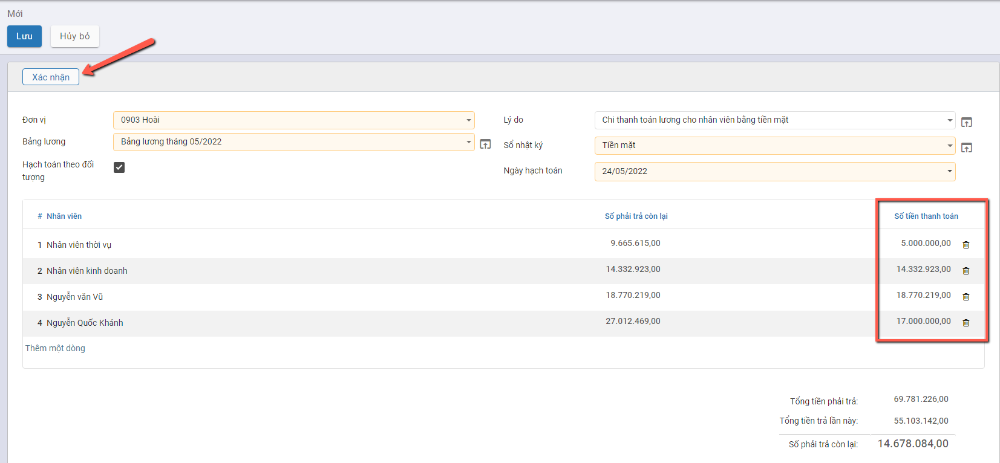 Mới
Lưu Hủy bỏ
Xác nhận
Đơn vị 0903 Hoài Lý do Chi thanh toán lương cho nhân viên bằng tiền mặt
Bảng lương Bảng lương tháng 05/2022 Sổ nhật ký Tiền mặt
Hạch toán theo đối
tượng
Ngày hạch toán 24/05/2022
# Nhân viên Số phải trả còn lại Số tiền thanh toán
1 Nhân viên thời vụ 9.665.615,00 5.000.000,00
2 Nhân viên kinh doanh 14.332.923,00 14.332.923,00
3 Nguyễn văn Vũ 18.770.219,00 18.770.219,00
4 Nguyễn Quốc Khánh 27.012.469,00 17.000.000,00
Thêm một dòng
Tổng tiền phải trả: 69.781.226,00
Tổng tiền trả lần này: 55.103.142,00
Số phải trả còn lại: 14.678.084,00